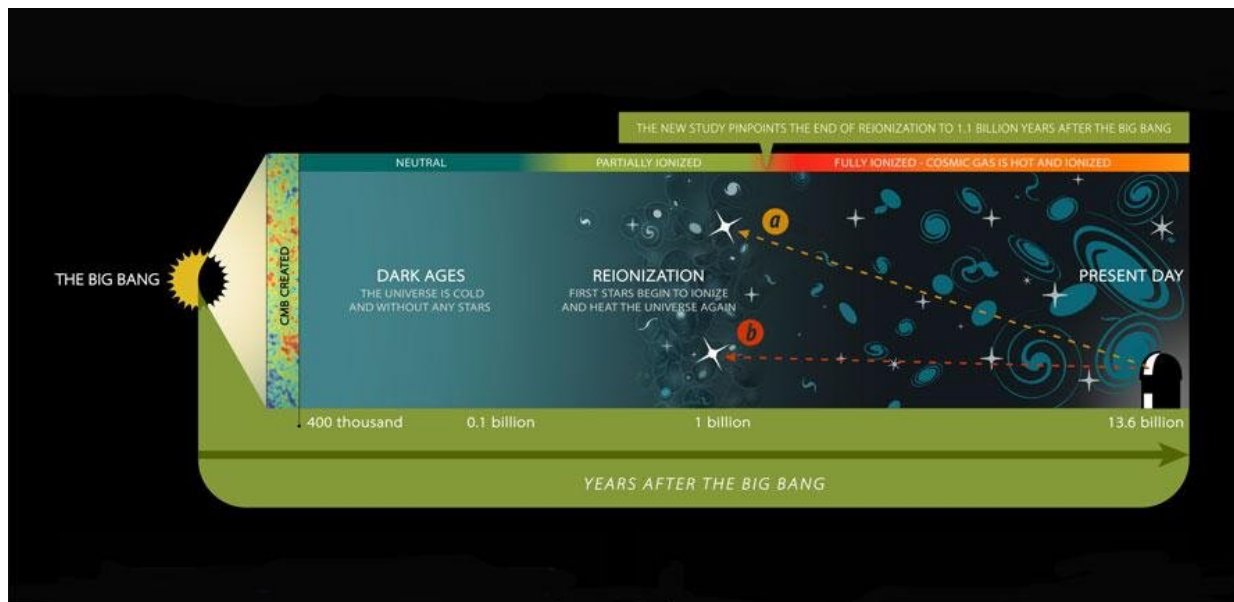 THE NEW STUDY PINPOINTS THE END OF REIONIZATION TO 1.1 BILLION YEARS AFTER THE BIG BANG
NEUTRAL
PARTIALLY IONIZED
FULLY IONIZED - COSMIC GAS IS HOT AND IONIZED
a
THE BIG BANG
CMB CREATED
DARK AGES
THE UNIVERSE IS COLD
AND WITHOUT ANY STARS
REIONIZATION
FIRST STARS BEGIN TO IONIZE
AND HEAT THE UNIVERSE AGAIN
PRESENT DAY
b
400 thousand
0.1 billion
1 billion
13.6 billion
YEARS AFTER THE BIG BANG